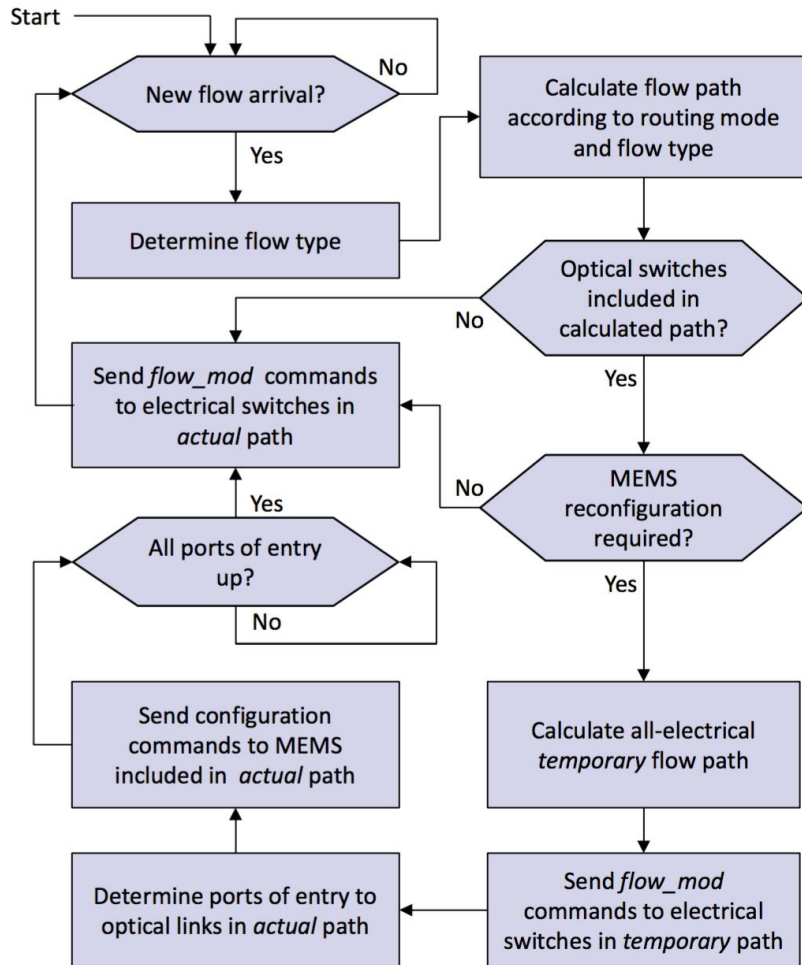 Start
New flow arrival?
No
Yes
Determine flow type
Calculate flow path
according to routing mode
and flow type
Optical switches
included in
calculated path?
No
Yes
Send flow_mod commands
to electrical switches in
actual path
MEMS
reconfiguration
required?
No
Yes
Yes
All ports of entry
up?
No
Calculate all-electrical
temporary flow path
Send configuration
commands to MEMS
included in actual path
Send flow_mod
commands to electrical
switches in temporary path
Determine ports of entry to
optical links in actual path